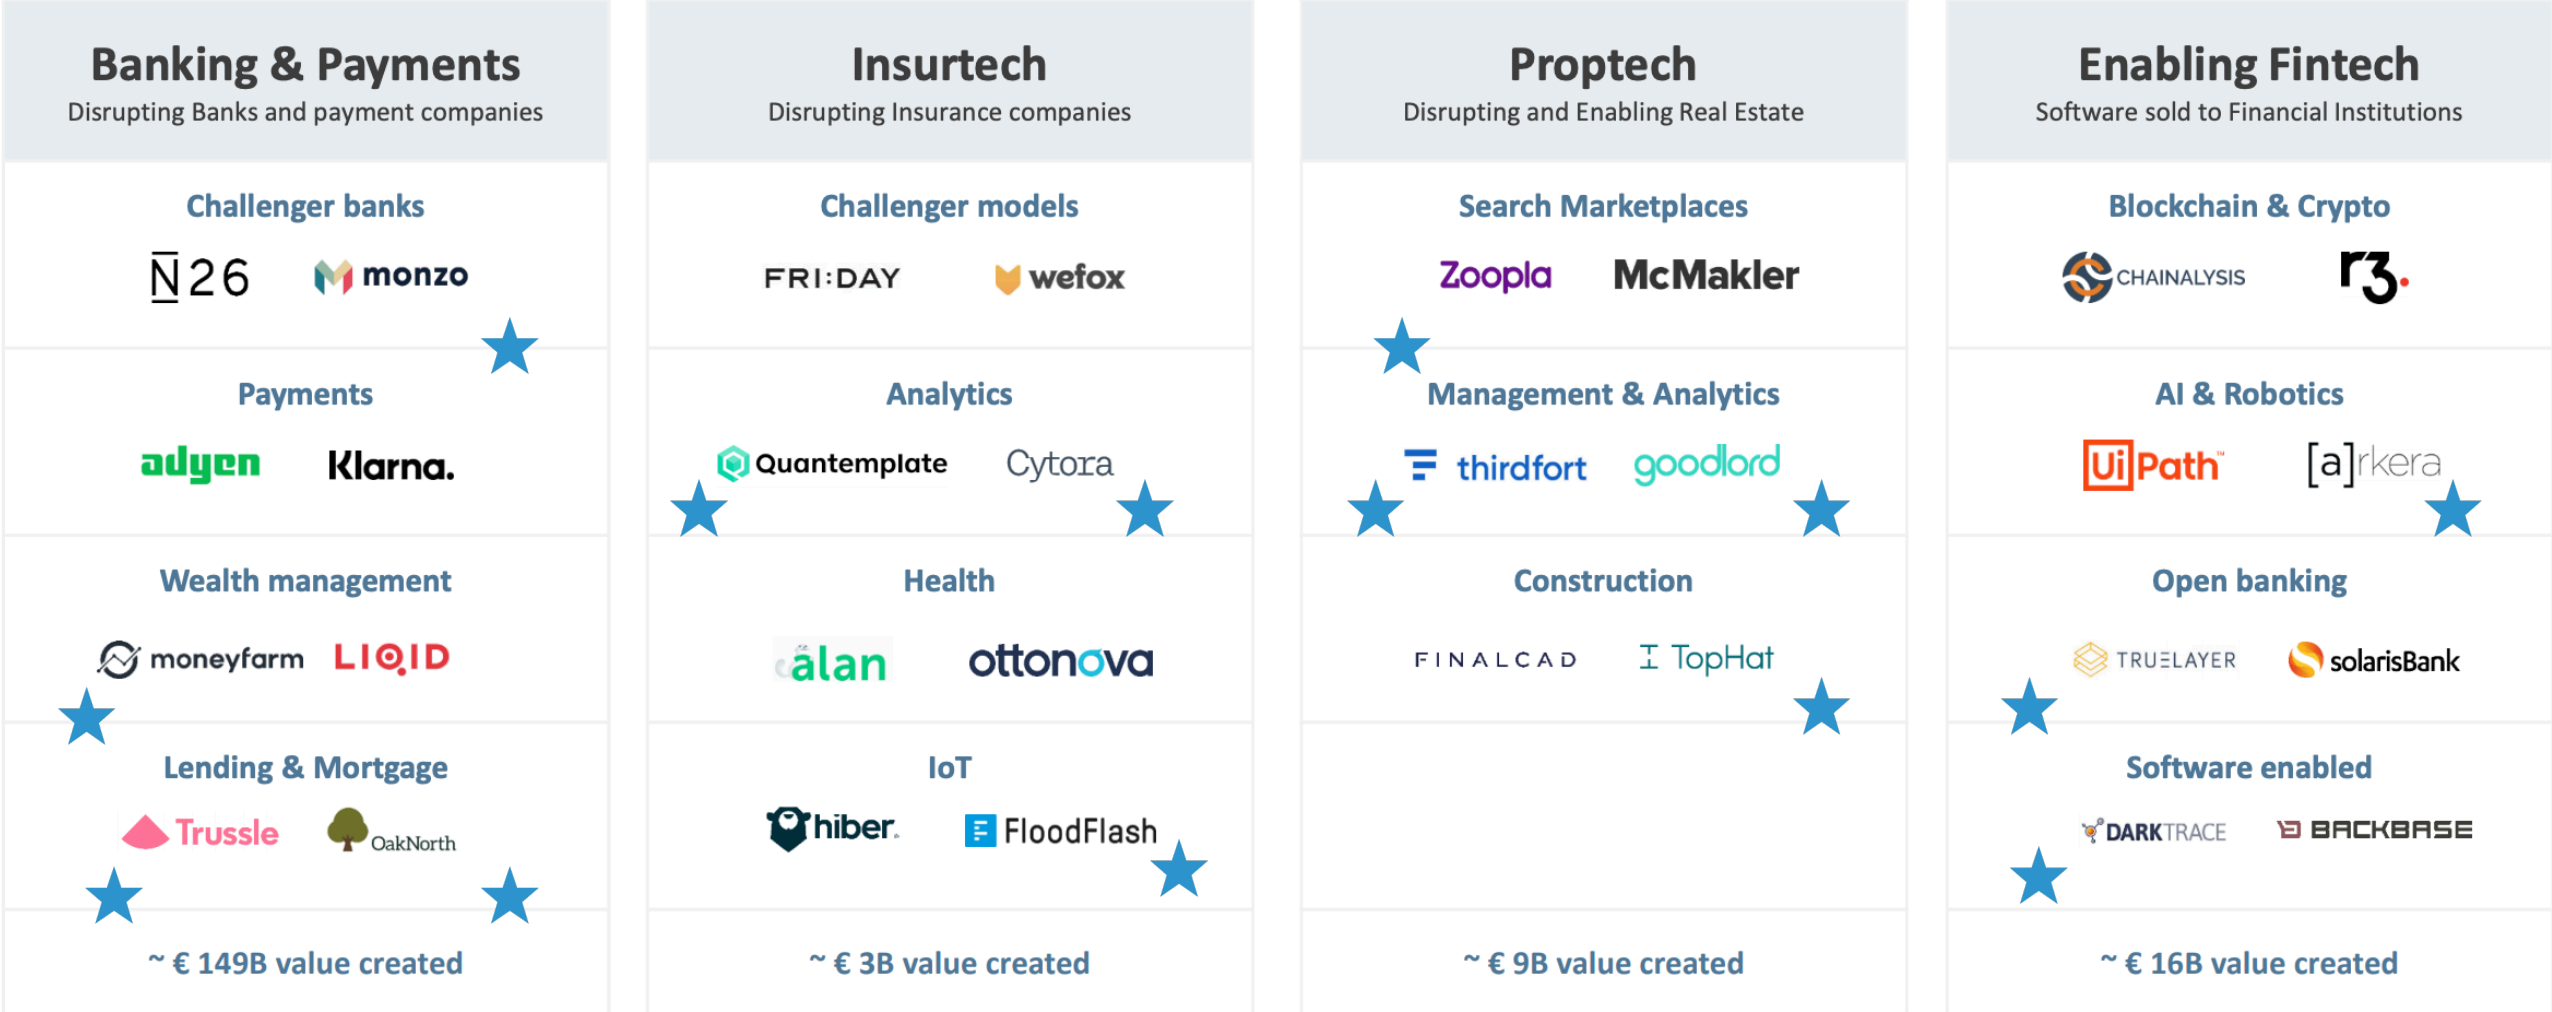 Banking & Payments
Disrupting Banks and payment companies
Challenger banks
N26 monzo
Payments
adyen Klarna.
Wealth management
moneyfarm LIQID
Lending & Mortgage
Trussle OakNorth
~ € 149B value created
Insurtech
Disrupting Insurance companies
Challenger models
FRI:DAY wefox
Analytics
Quantemplate Cytora
Health
alan ottonova
IoT
hiber. FloodFlash
~ € 3B value created
Proptech
Disrupting and Enabling Real Estate
Search Marketplaces
Zoopla McMakler
Management & Analytics
thirdfort goodlord
Construction
FINALCAD TopHat
~ € 9B value created
Enabling Fintech
Software sold to Financial Institutions
Blockchain & Crypto
CHAINALYSIS r3.
AI & Robotics
UiPath™ [a]rkera
Open banking
TRUELAYER solarisBank
Software enabled
DARKTRACE BACKBASE
~ € 16B value created